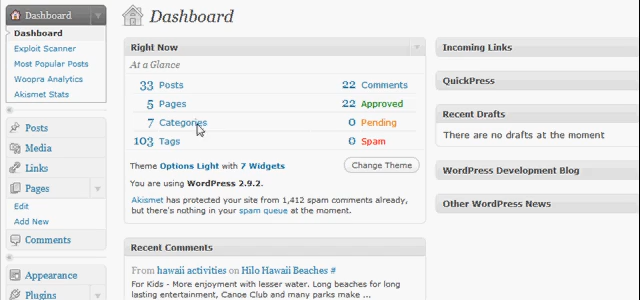 Dashboard
Dashboard
Exploit Scanner
Most Popular Posts
Woopra Analytics
Akismet Stats
Posts
Media
Links
Pages
Edit
Add New
Comments
Appearance
Plugins
Dashboard
Right Now
At a Glance
33 Posts 22 Comments
5 Pages 22 Approved
7 Categories 0 Pending
103 Tags 0 Spam
Theme Options Light with 7 Widgets Change Theme
You are using WordPress 2.9.2.
Akismet has protected your site from 1,412 spam comments already,
but there's nothing in your spam queue at the moment.
Recent Comments
From hawaii activities on Hilo Hawaii Beaches #
For Kids - More enjoyment with lesser water. Long beaches for long
lasting entertainment, Canoe Club and many parks make ...
Incoming Links
QuickPress
Recent Drafts
There are no drafts at the moment
WordPress Development Blog
Other WordPress News